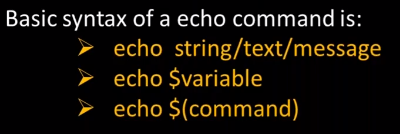 Basic syntax of a echo command is:
➢ echo string/text/message
➢ echo $variable
➢ echo $(command)